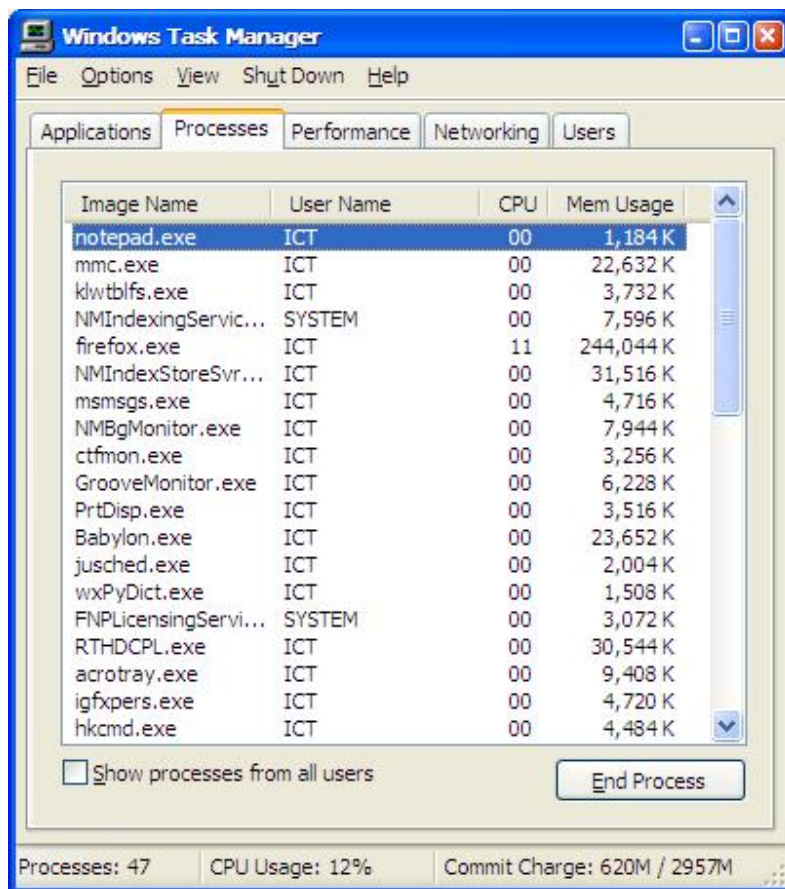 Windows Task Manager
File Options View Shut Down Help
Applications Processes Performance Networking Users
Image Name User Name CPU Mem Usage
notepad.exe ICT 00 1,184 K
mmc.exe ICT 00 22,632 K
klwtblfs.exe ICT 00 3,732 K
NMIndexingServic... SYSTEM 00 7,596 K
firefox.exe ICT 11 244,044 K
NMIndexStoreSvr... ICT 00 31,516 K
msmsgs.exe ICT 00 4,716 K
NMBgMonitor.exe ICT 00 7,944 K
ctfmon.exe ICT 00 3,256 K
GrooveMonitor.exe ICT 00 6,228 K
PrtDisp.exe ICT 00 3,516 K
Babylon.exe ICT 00 23,652 K
jusched.exe ICT 00 2,004 K
wxPyDict.exe ICT 00 1,508 K
FNPLicensingServi... SYSTEM 00 3,072 K
RTHDCPL.exe ICT 00 30,544 K
acrotray.exe ICT 00 9,408 K
igfxpers.exe ICT 00 4,720 K
hkcmd.exe ICT 00 4,484 K
Show processes from all users End Process
Processes: 47 CPU Usage: 12% Commit Charge: 620M / 2957M